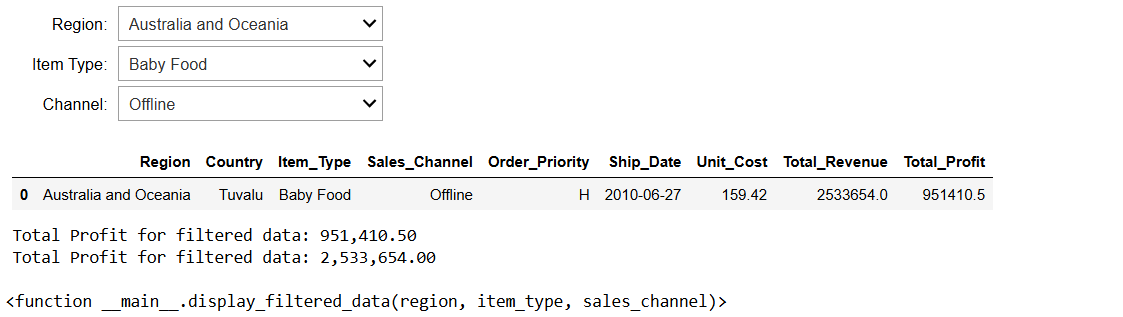 Region: Australia and Oceania
Item Type: Baby Food
Channel: Offline
Region Country Item_Type Sales_Channel Order_Priority Ship_Date Unit_Cost Total_Revenue Total_Profit
0 Australia and Oceania Tuvalu Baby Food Offline H 2010-06-27 159.42 2533654.0 951410.5
Total Profit for filtered data: 951,410.50
Total Profit for filtered data: 2,533,654.00
<function __main__.display_filtered_data(region, item_type, sales_channel)>